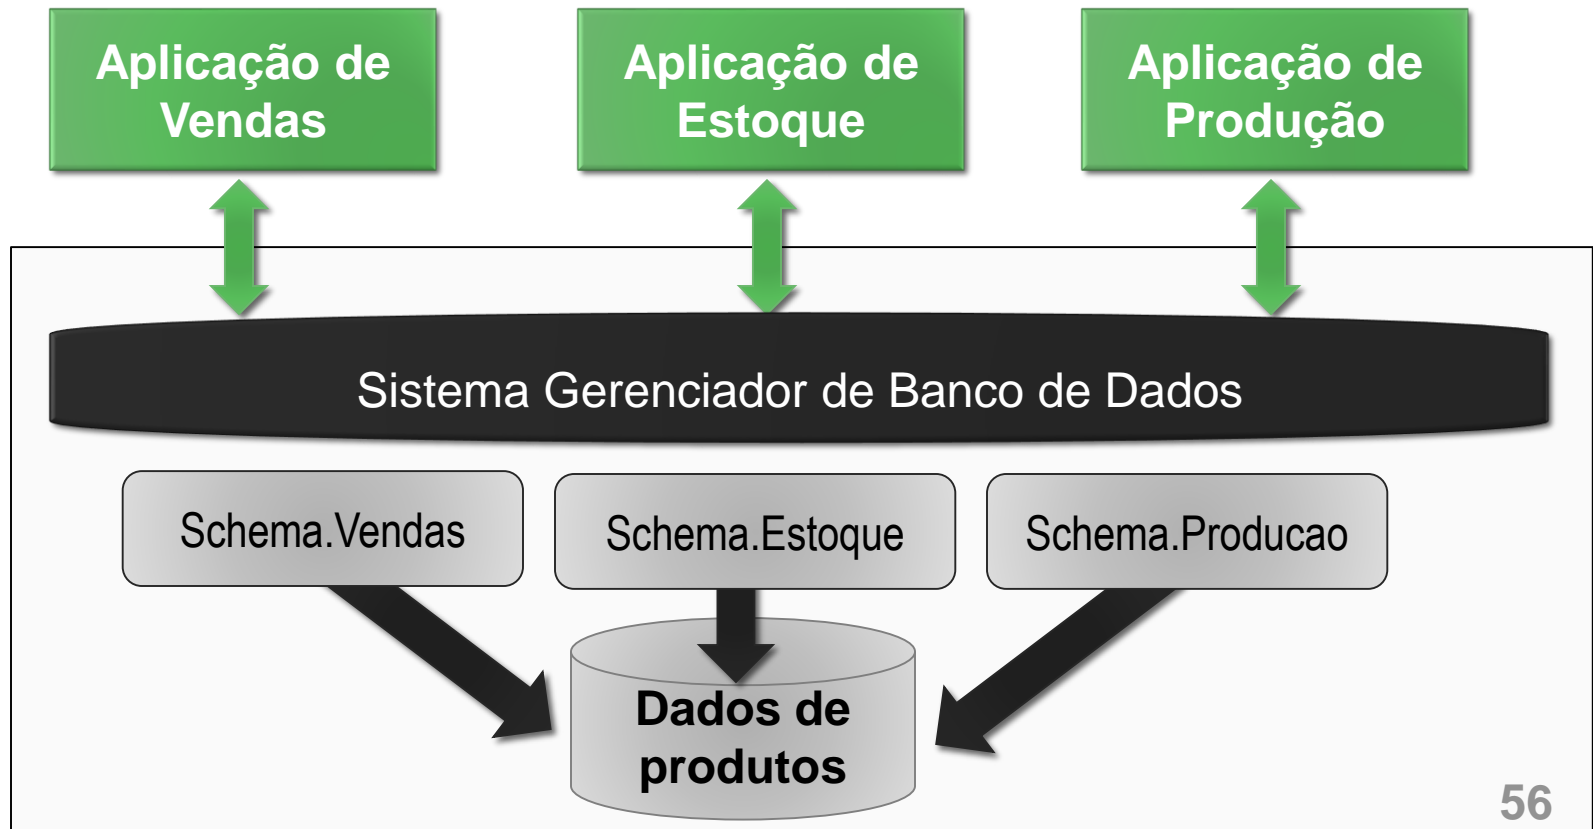 Aplicação de
Vendas
Aplicação de
Estoque
Aplicação de
Produção
Sistema Gerenciador de Banco de Dados
Schema.Vendas
Schema.Estoque
Schema.Producao
Dados de
produtos
56